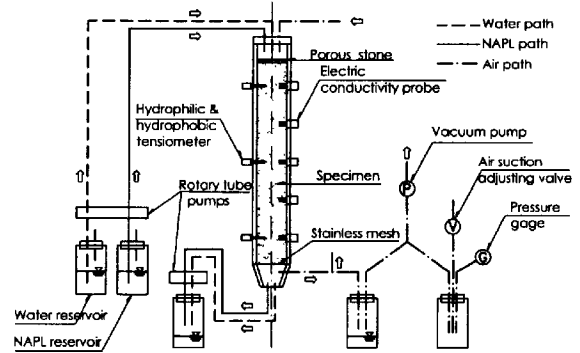 Water path
NAPL path
Air path
Porous stone
Electric
conductivity probe
Hydrophilic &
hydrophobic
tensiometer
Vacuum pump
Air suction
adjusting valve
Rotary tube
pumps
Specimen
Pressure
gage
P
V
G
Stainless mesh
Water reservoir
NAPL reservoir